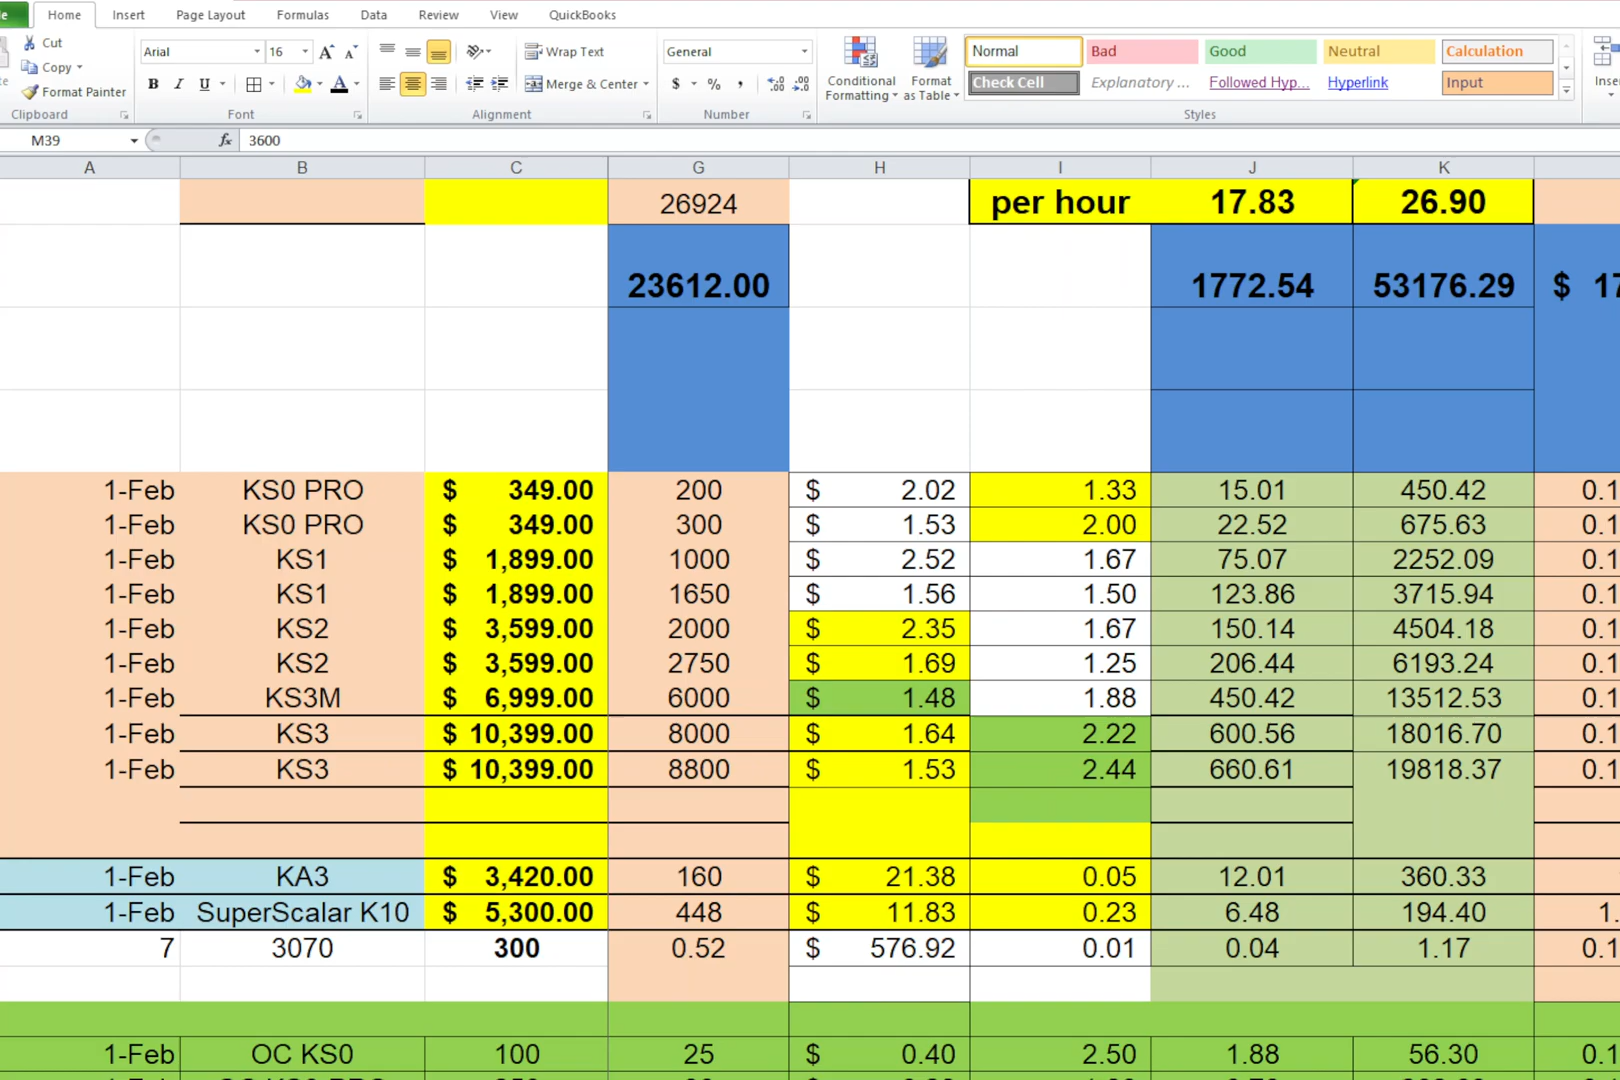 Home Insert Page Layout Formulas Data Review View QuickBooks
Cut
Copy
Format Painter
Clipboard
Arial 16 A A
B I U A
Font
Wrap Text
Merge & Center
Alignment
General
$ % , .00 .00
Number
Conditional Formatting
Format as Table
Normal Bad Good Neutral Calculation
Check Cell Explanatory ... Followed Hyp... Hyperlink Input
Styles
M39 fx 3600
A B C G H I J K
26924 per hour 17.83 26.90
23612.00 1772.54 53176.29 $ 17
1-Feb KS0 PRO $ 349.00 200 $ 2.02 1.33 15.01 450.42 0.1
1-Feb KS0 PRO $ 349.00 300 $ 1.53 2.00 22.52 675.63 0.1
1-Feb KS1 $ 1,899.00 1000 $ 2.52 1.67 75.07 2252.09 0.1
1-Feb KS1 $ 1,899.00 1650 $ 1.56 1.50 123.86 3715.94 0.1
1-Feb KS2 $ 3,599.00 2000 $ 2.35 1.67 150.14 4504.18 0.1
1-Feb KS2 $ 3,599.00 2750 $ 1.69 1.25 206.44 6193.24 0.1
1-Feb KS3M $ 6,999.00 6000 $ 1.48 1.88 450.42 13512.53 0.1
1-Feb KS3 $ 10,399.00 8000 $ 1.64 2.22 600.56 18016.70 0.1
1-Feb KS3 $ 10,399.00 8800 $ 1.53 2.44 660.61 19818.37 0.1
1-Feb KA3 $ 3,420.00 160 $ 21.38 0.05 12.01 360.33
1-Feb SuperScalar K10 $ 5,300.00 448 $ 11.83 0.23 6.48 194.40 1.
7 3070 300 0.52 $ 576.92 0.01 0.04 1.17 0.1
1-Feb OC KS0 100 25 $ 0.40 2.50 1.88 56.30 0.1